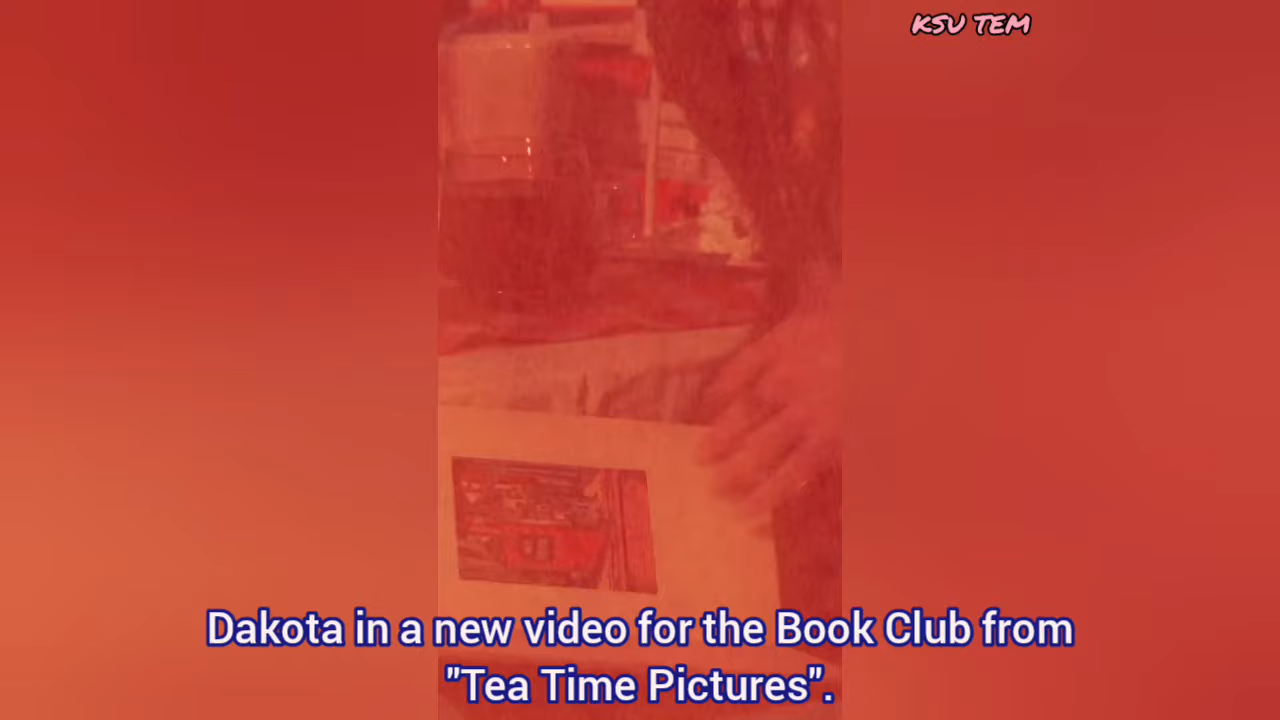 KSU TEM
Dakota in a new video for the Book Club from
"Tea Time Pictures".